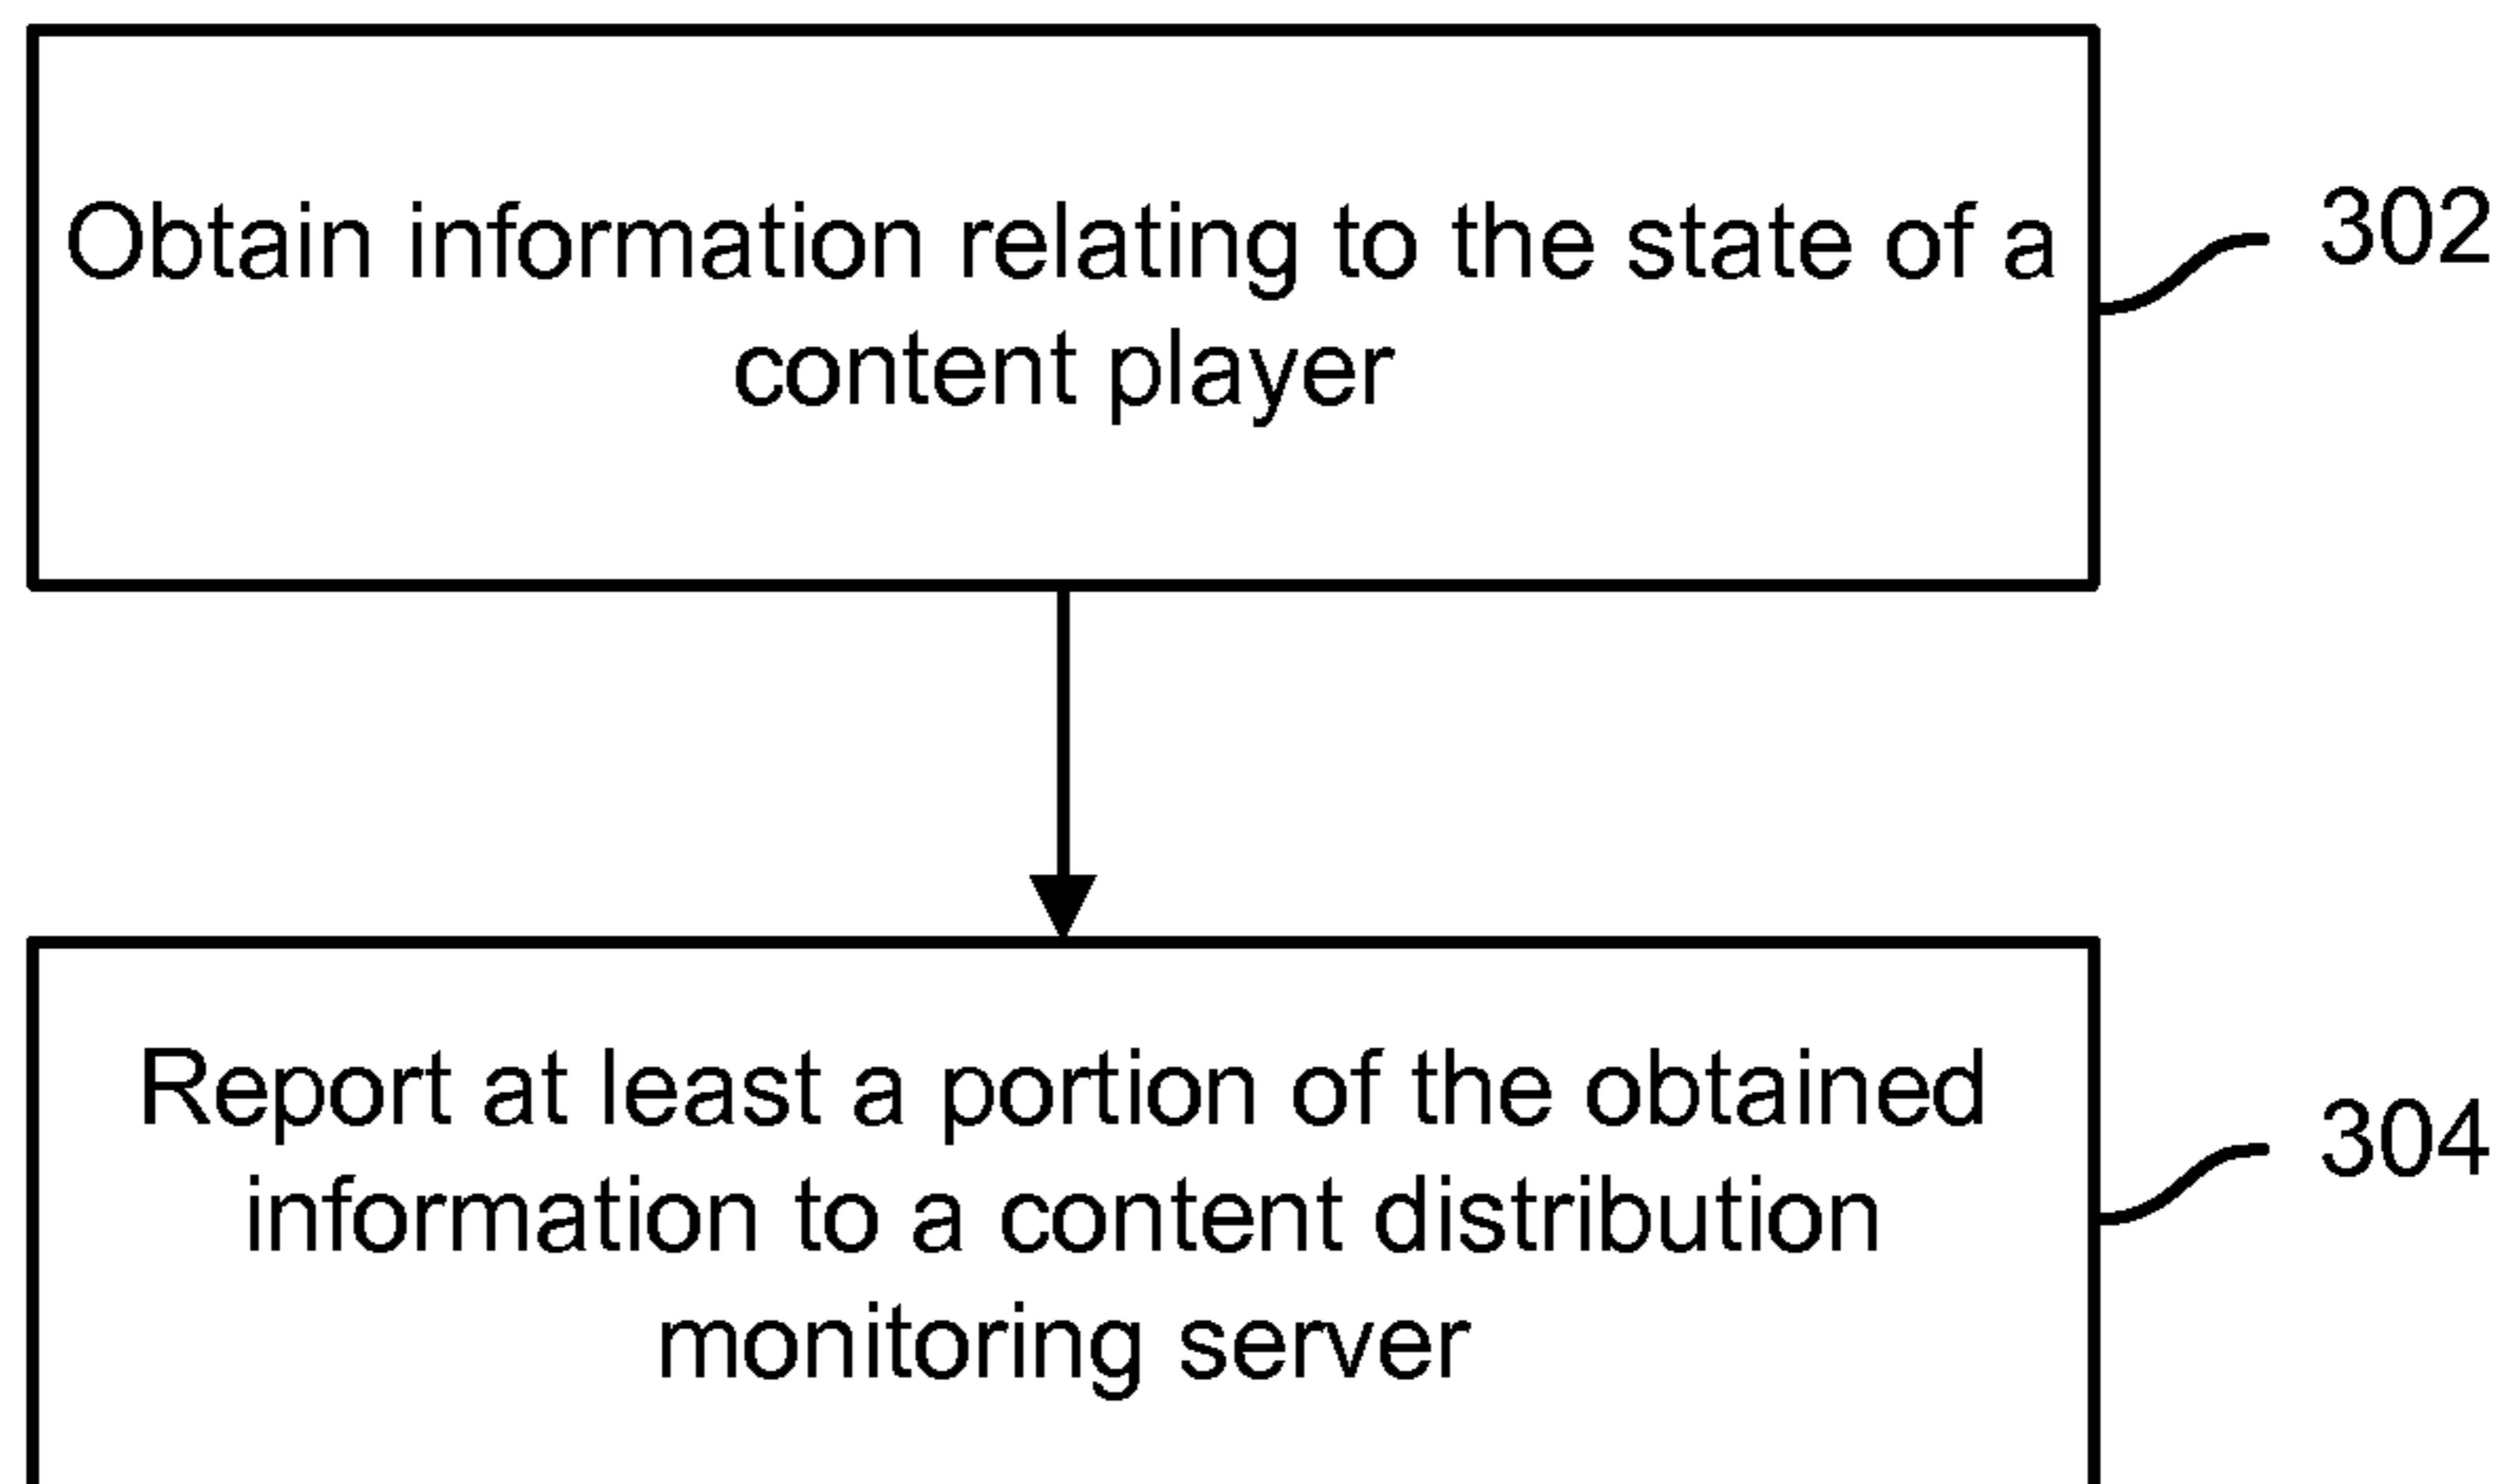 Obtain information relating to the state of a
content player
302
Report at least a portion of the obtained
information to a content distribution
monitoring server
304